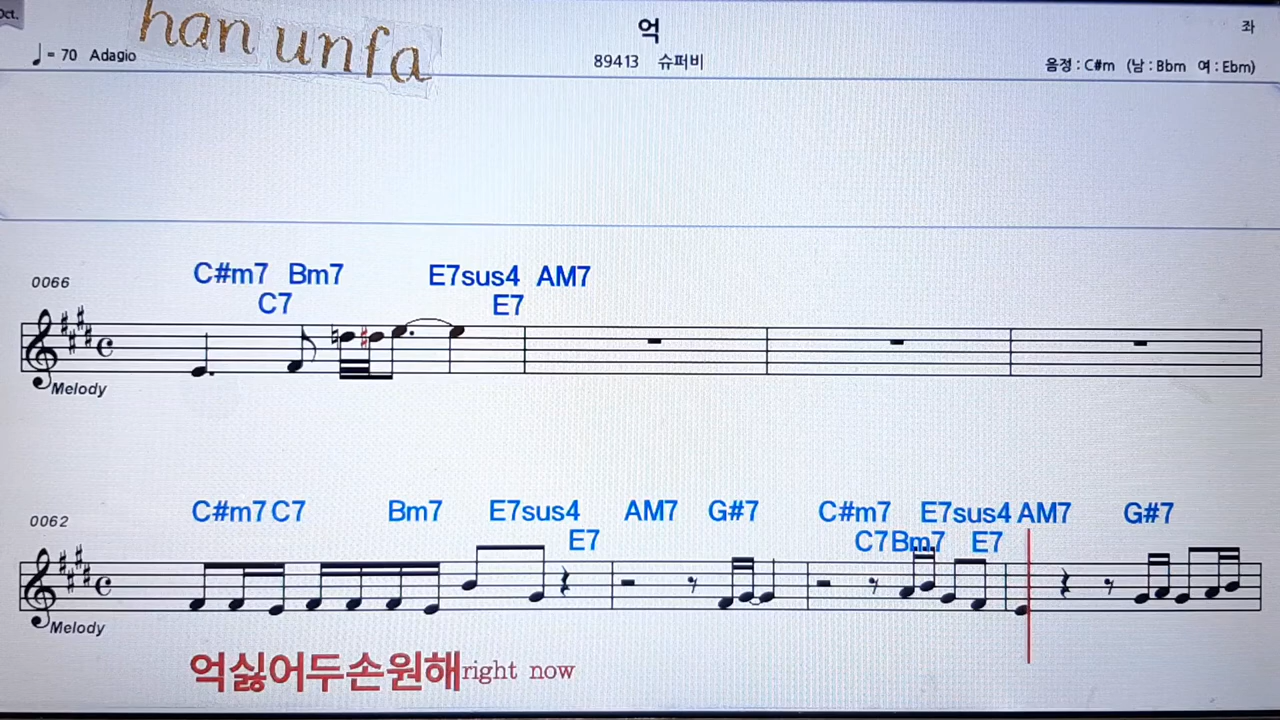 Oct.
han unfa
억
좌
♩= 70 Adagio
89413 슈퍼비
음정 : C#m (남 : Bbm 여 : Ebm)
0066
C#m7 Bm7 E7sus4 AM7
C7 E7
Melody
0062
C#m7 C7 Bm7 E7sus4 AM7 G#7 C#m7 E7sus4 AM7 G#7
E7 C7 Bm7 E7
Melody
억싫어두손원해right now